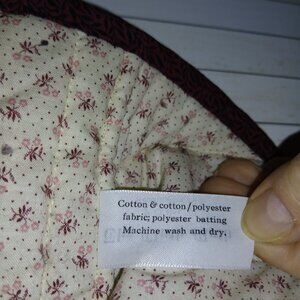 Cotton & cotton/polyester
fabric; polyester batting
Machine wash and dry.